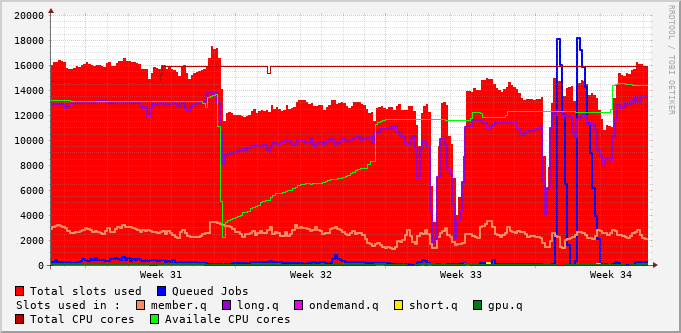 RRDTOOL / TOBI OETIKER
20000
18000
16000
14000
12000
10000
8000
6000
4000
2000
0
Week 31 Week 32 Week 33 Week 34
Total slots used Queued Jobs
Slots used in : member.q long.q ondemand.q short.q gpu.q
Total CPU cores Availale CPU cores